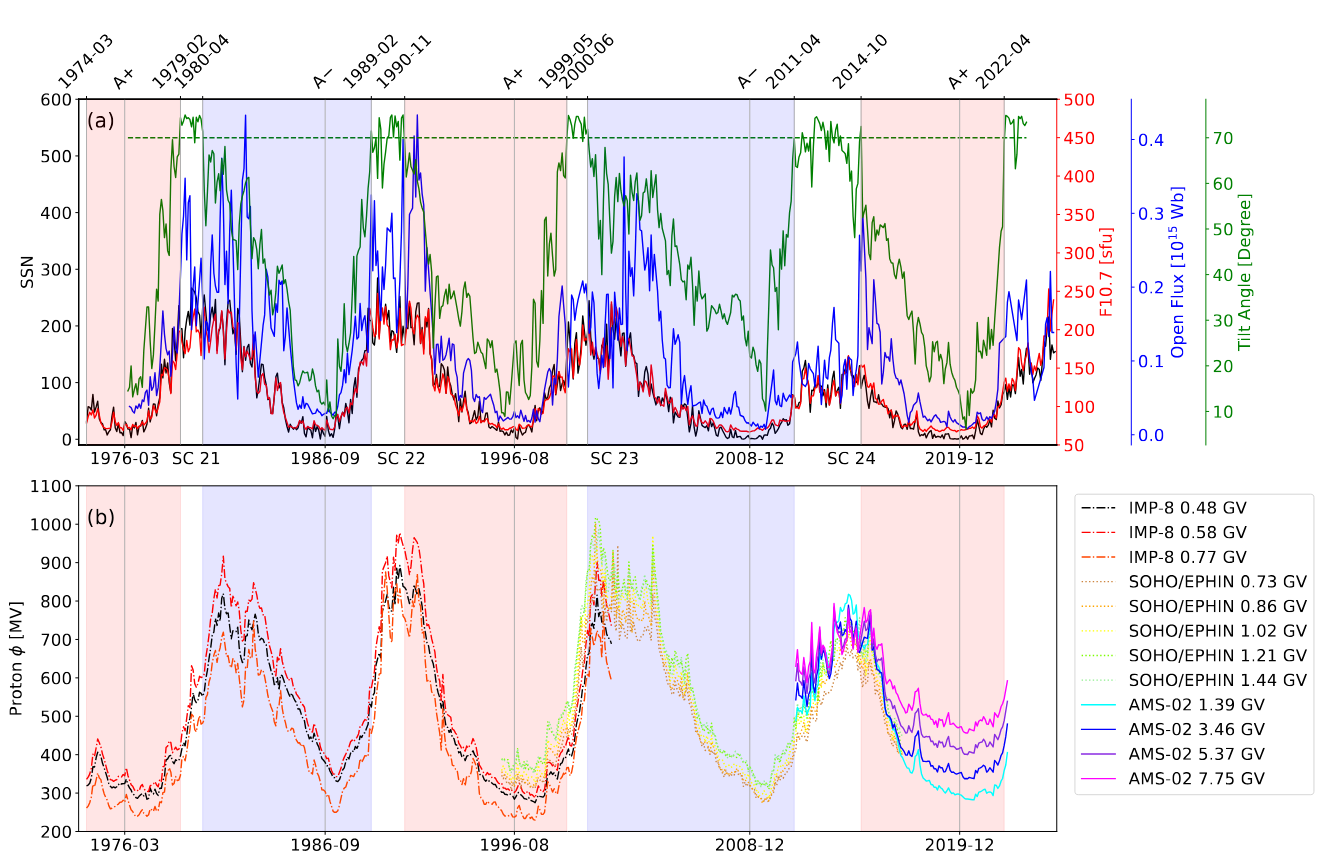 1974-03
A+
1979-02
1980-04
A−
1989-02
1990-11
A+
1999-05
2000-06
A−
2011-04
2014-10
A+
2022-04
(a)
600
500
400
300
200
100
0
SSN
500
450
400
350
300
250
200
150
100
50
F10.7 [sfu]
0.4
0.3
0.2
0.1
0.0
Open Flux [10¹⁵ Wb]
70
60
50
40
30
20
10
Tilt Angle [Degree]
1976-03 SC 21 1986-09 SC 22 1996-08 SC 23 2008-12 SC 24 2019-12
(b)
1100
1000
900
800
700
600
500
400
300
200
Proton ϕ [MV]
1976-03 1986-09 1996-08 2008-12 2019-12
IMP-8 0.48 GV
IMP-8 0.58 GV
IMP-8 0.77 GV
SOHO/EPHIN 0.73 GV
SOHO/EPHIN 0.86 GV
SOHO/EPHIN 1.02 GV
SOHO/EPHIN 1.21 GV
SOHO/EPHIN 1.44 GV
AMS-02 1.39 GV
AMS-02 3.46 GV
AMS-02 5.37 GV
AMS-02 7.75 GV